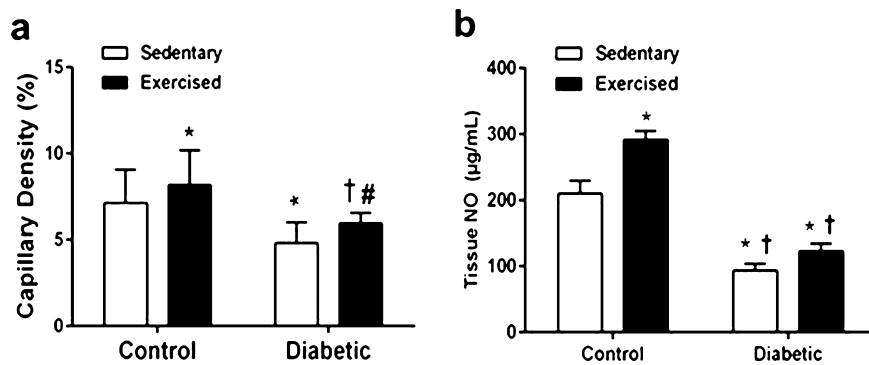 a
Sedentary
Exercised
Capillary Density (%)
15
10
5
0
*
*
† #
Control
Diabetic
b
Sedentary
Exercised
Tissue NO (µg/mL)
400
300
200
100
0
*
* †
* †
Control
Diabetic